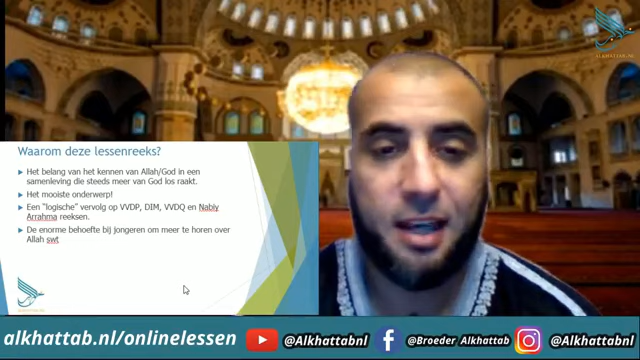 ALKHATTAB.NL
Waarom deze lessenreeks?
Het belang van het kennen van Allah/God in een
samenleving die steeds meer van God los raakt.
Het mooiste onderwerp!
Een "logische" vervolg op VVDP, DIM, VVDQ en Nabiy
Arrahma reeksen.
De enorme behoefte bij jongeren om meer te horen over
Allah swt
alkhattab.nl/onlinelessen
@Alkhattabnl
@Broeder Alkhattab
@Alkhattabnl